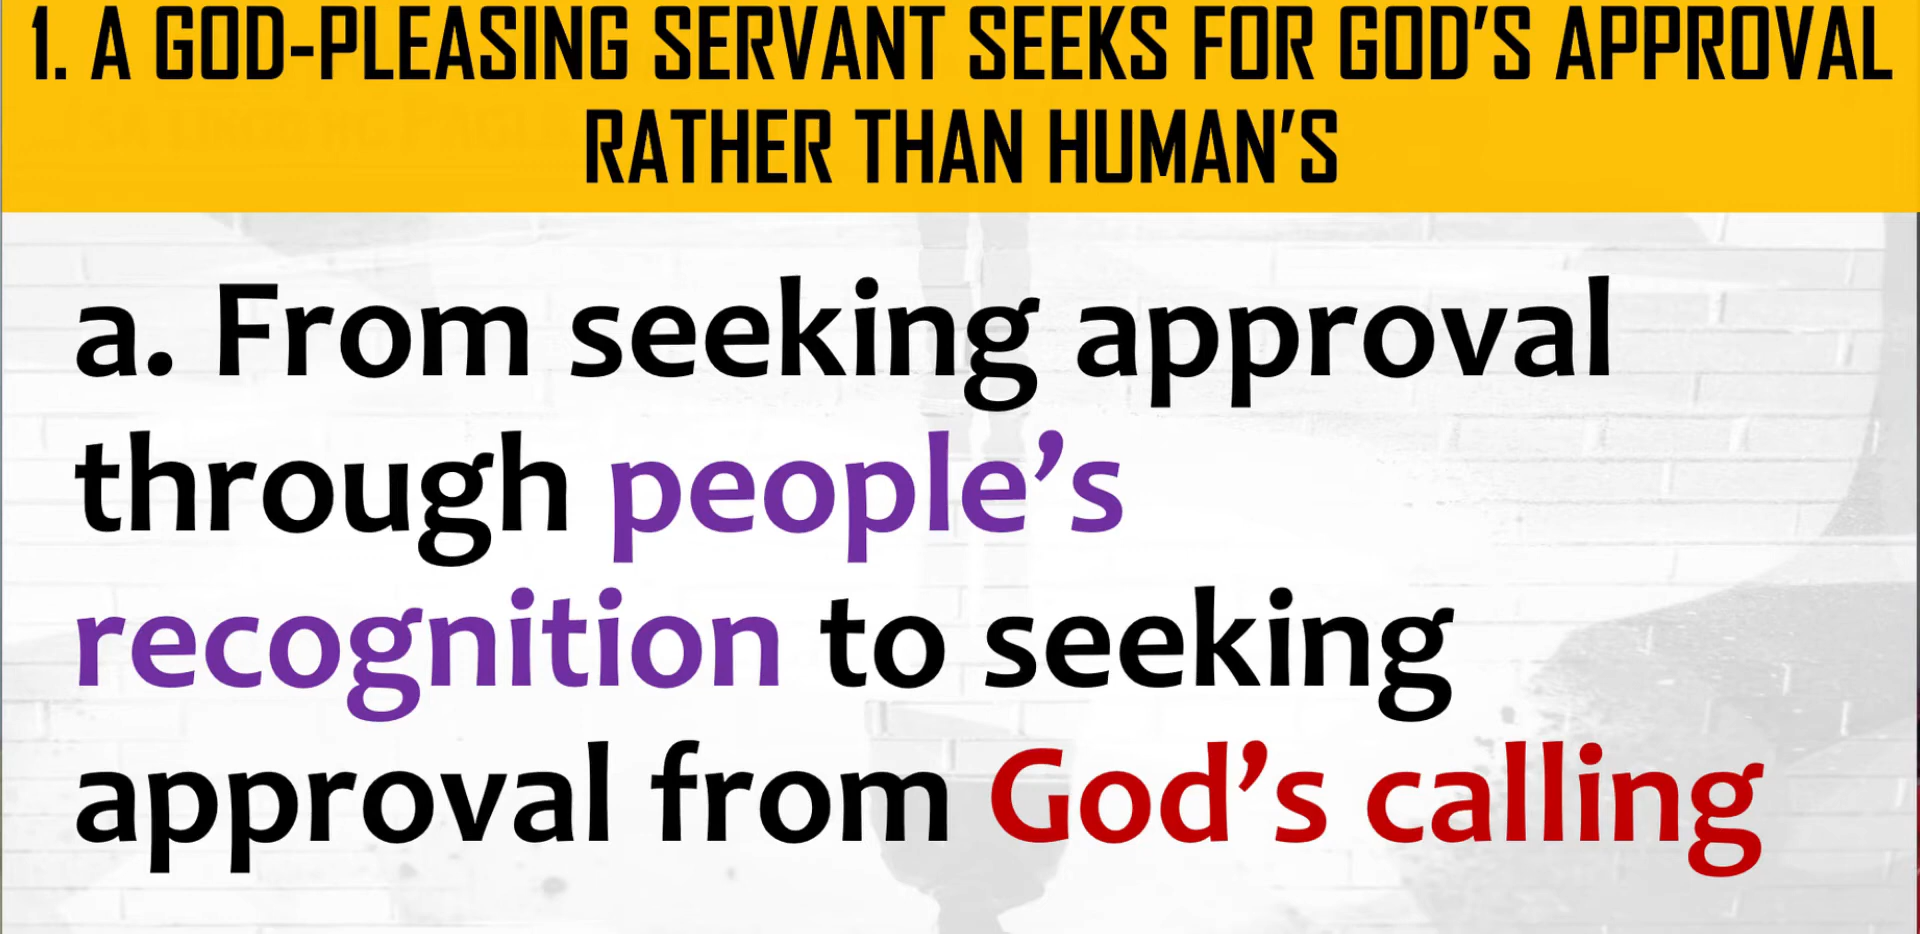 1. A GOD-PLEASING SERVANT SEEKS FOR GOD’S APPROVAL
RATHER THAN HUMAN’S
a. From seeking approval
through people’s
recognition to seeking
approval from God’s calling